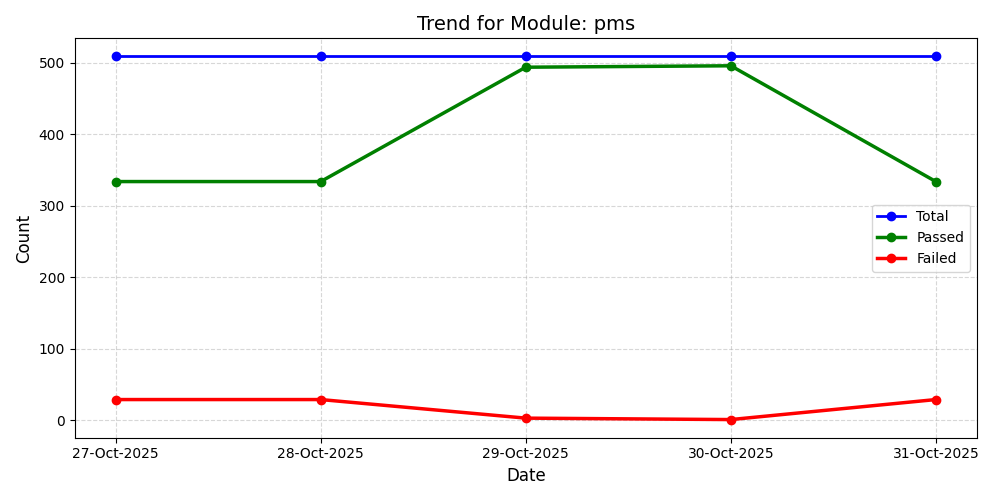 Trend for Module: pms
Count
500
400
300
200
100
0
Total
Passed
Failed
27-Oct-2025
28-Oct-2025
29-Oct-2025
30-Oct-2025
31-Oct-2025
Date